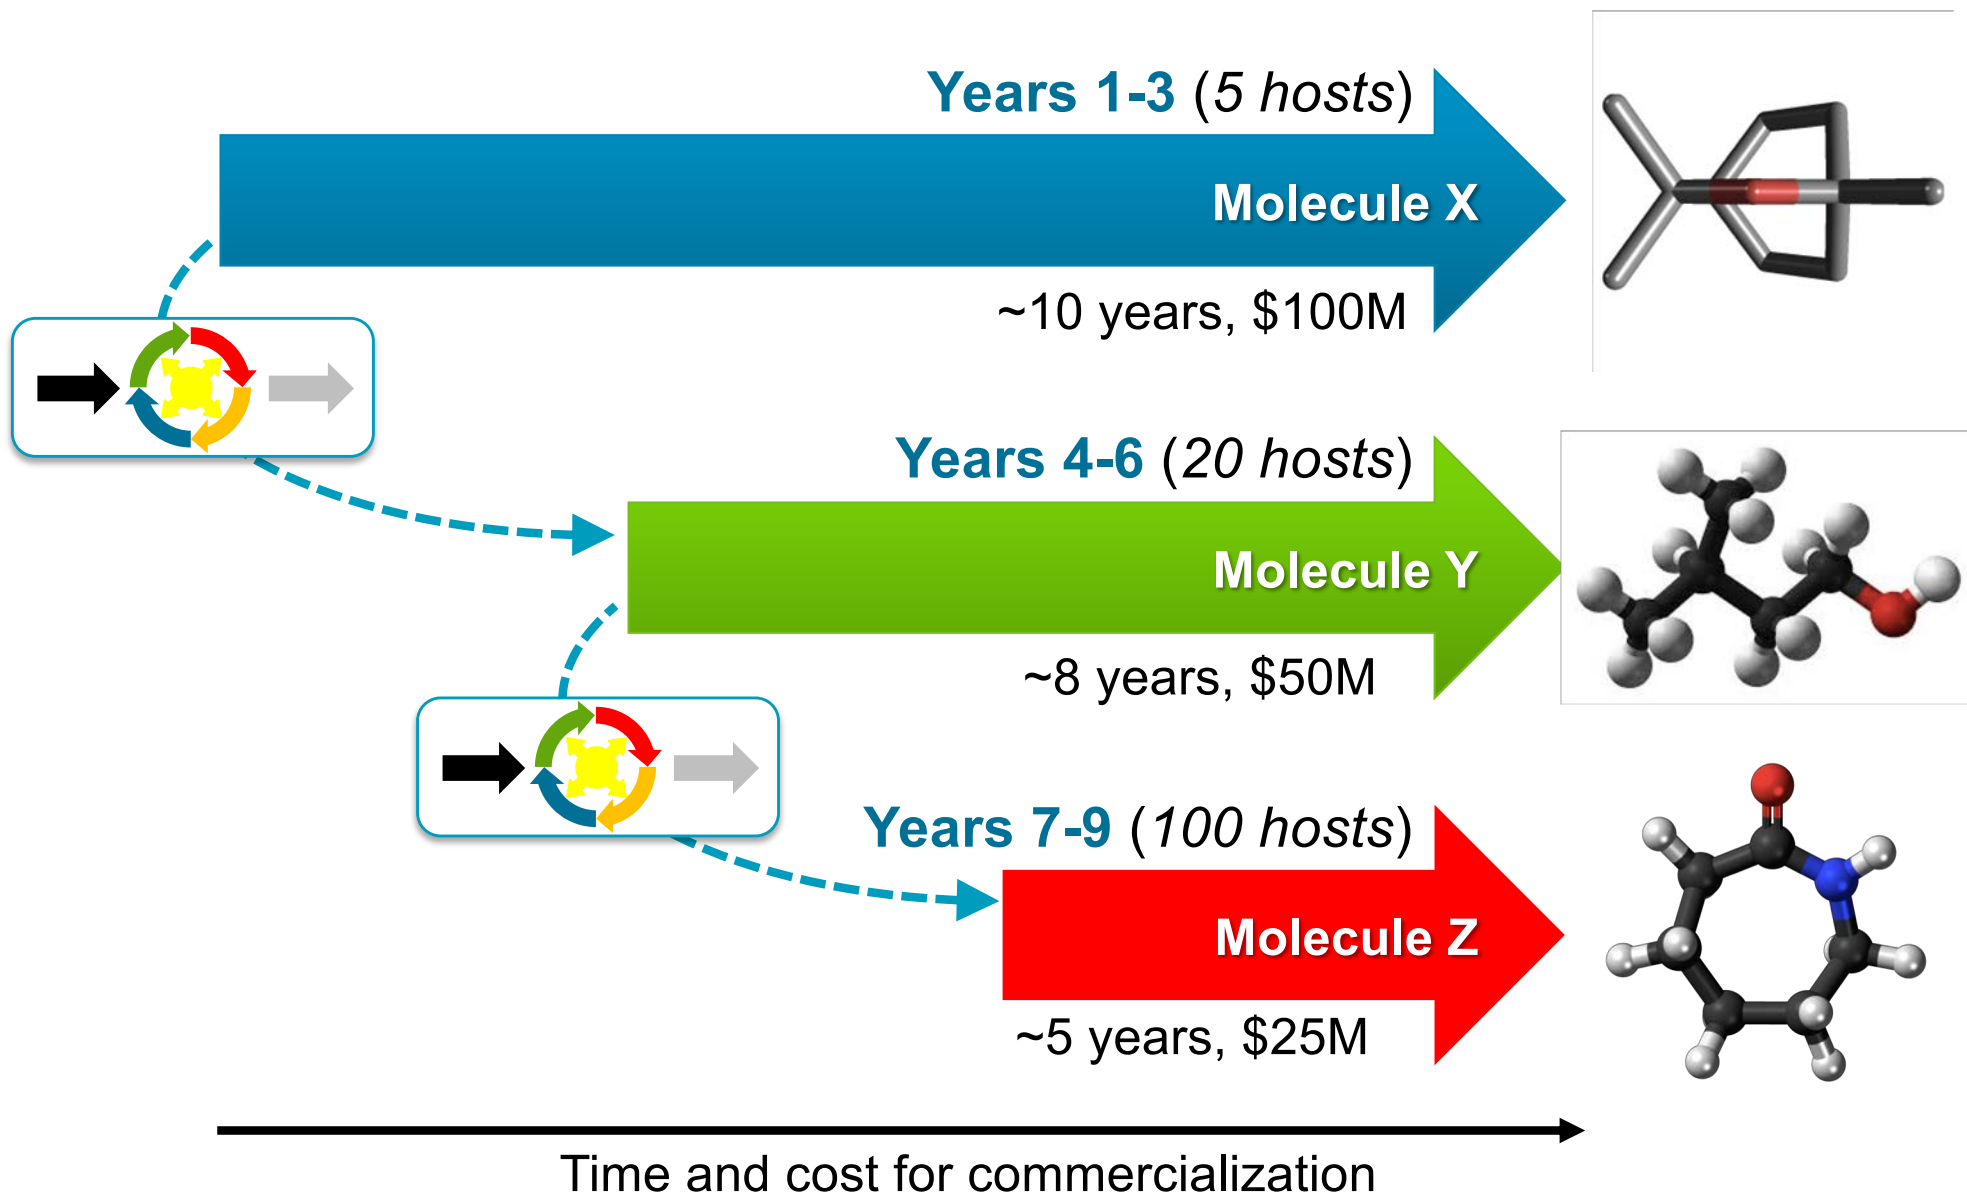 Years 1-3 (5 hosts)
Molecule X
~10 years, $100M
Years 4-6 (20 hosts)
Molecule Y
~8 years, $50M
Years 7-9 (100 hosts)
Molecule Z
~5 years, $25M
Time and cost for commercialization